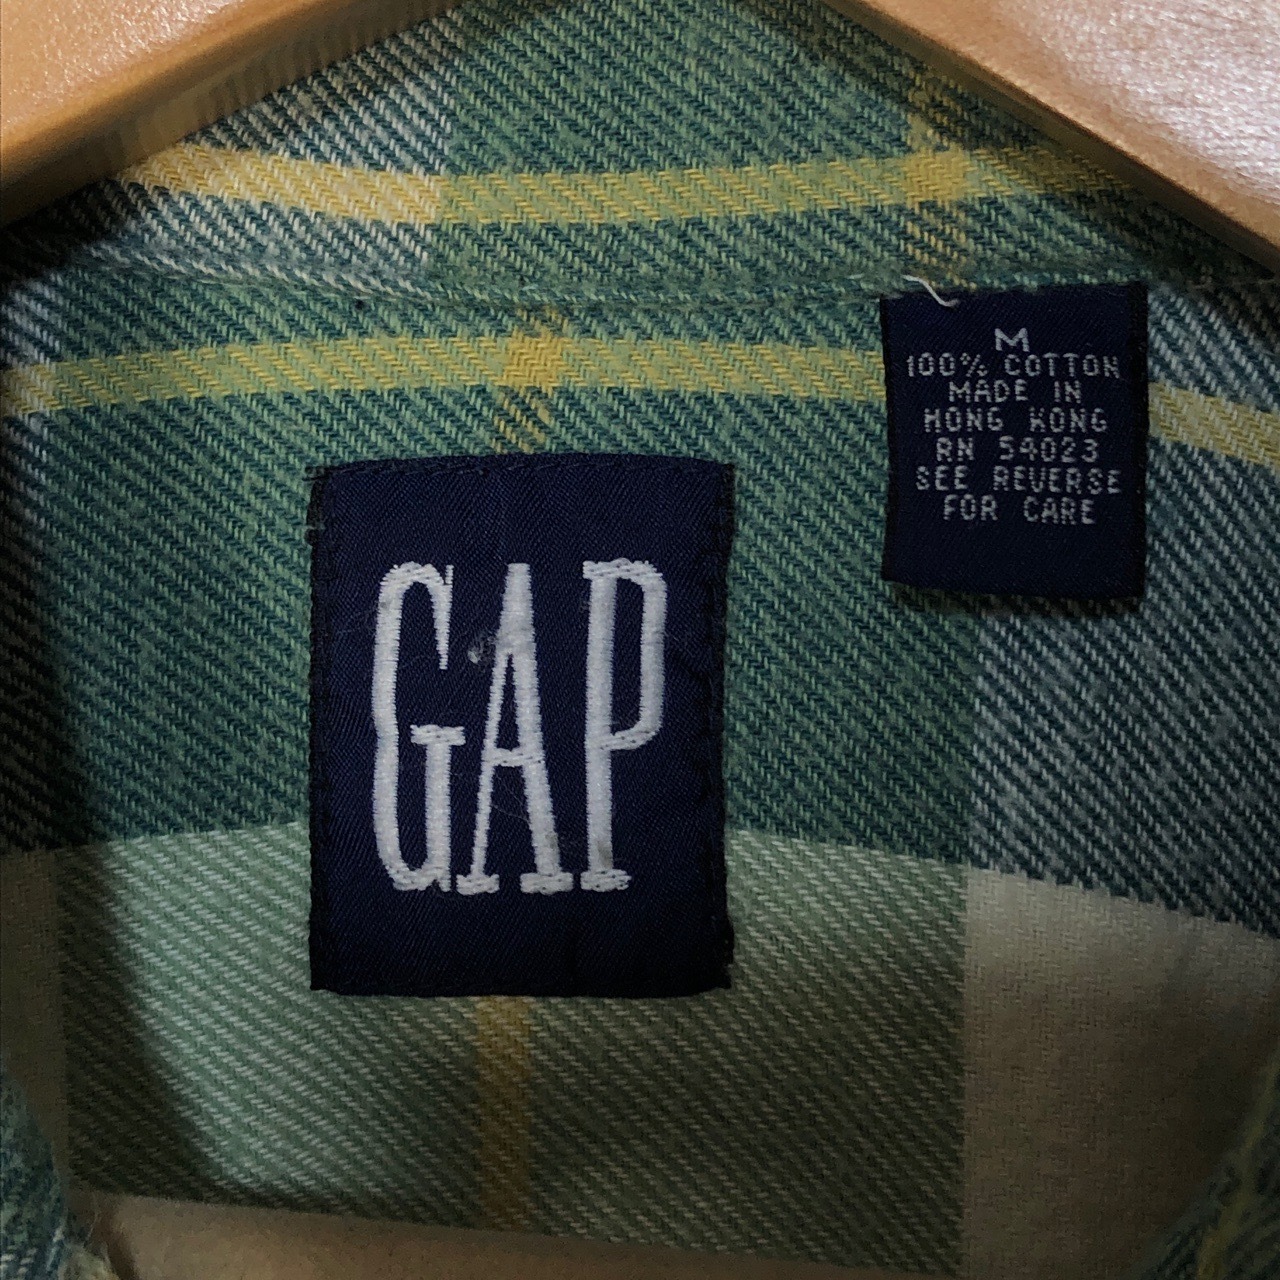 GAP
M
100% COTTON
MADE IN
HONG KONG
RN 54023
SEE REVERSE
FOR CARE